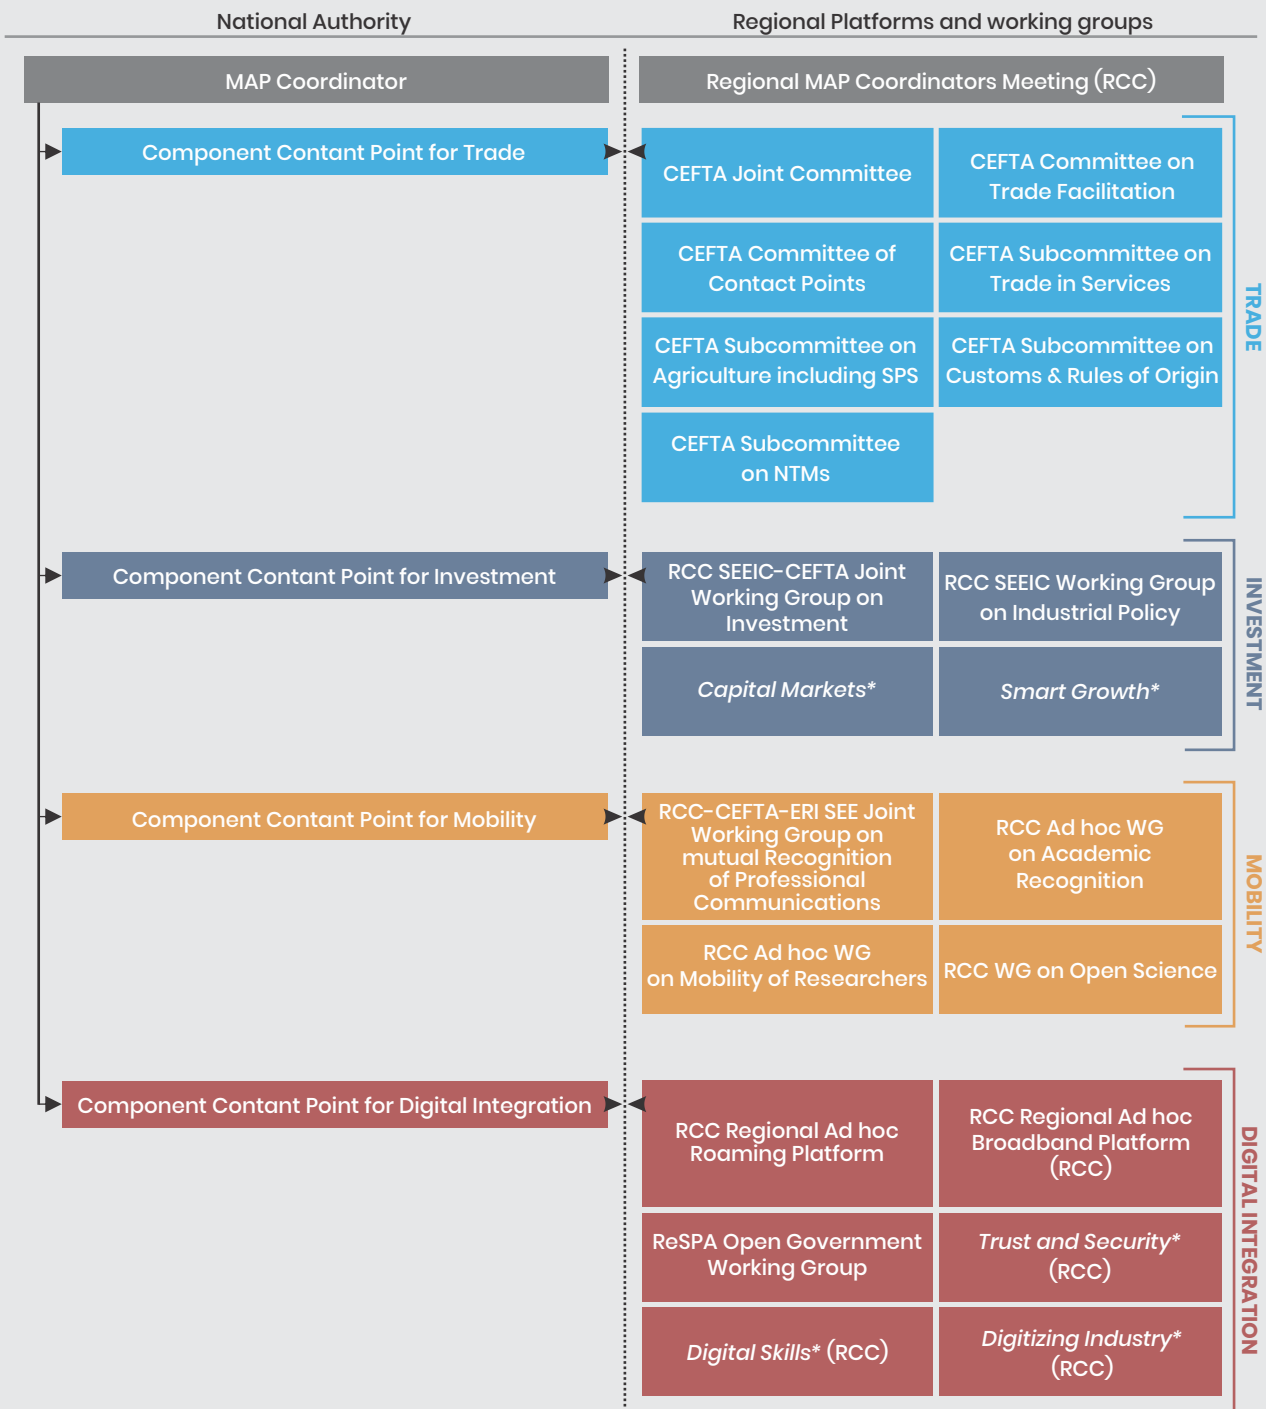 National Authority
Regional Platforms and working groups
MAP Coordinator
Regional MAP Coordinators Meeting (RCC)
Component Contant Point for Trade
CEFTA Joint Committee
CEFTA Committee on
Trade Facilitation
CEFTA Committee of
Contact Points
CEFTA Subcommittee on
Trade in Services
CEFTA Subcommittee on
Agriculture including SPS
CEFTA Subcommittee on
Customs & Rules of Origin
CEFTA Subcommittee
on NTMs
TRADE
Component Contant Point for Investment
RCC SEEIC-CEFTA Joint
Working Group on
Investment
RCC SEEIC Working Group
on Industrial Policy
Capital Markets*
Smart Growth*
INVESTMENT
Component Contant Point for Mobility
RCC-CEFTA-ERI SEE Joint
Working Group on
mutual Recognition
of Professional
Communications
RCC Ad hoc WG
on Academic
Recognition
RCC Ad hoc WG
on Mobility of Researchers
RCC WG on Open Science
MOBILITY
Component Contant Point for Digital Integration
RCC Regional Ad hoc
Roaming Platform
RCC Regional Ad hoc
Broadband Platform
(RCC)
ReSPA Open Government
Working Group
Trust and Security*
(RCC)
Digital Skills* (RCC)
Digitizing Industry*
(RCC)
DIGITAL INTEGRATION